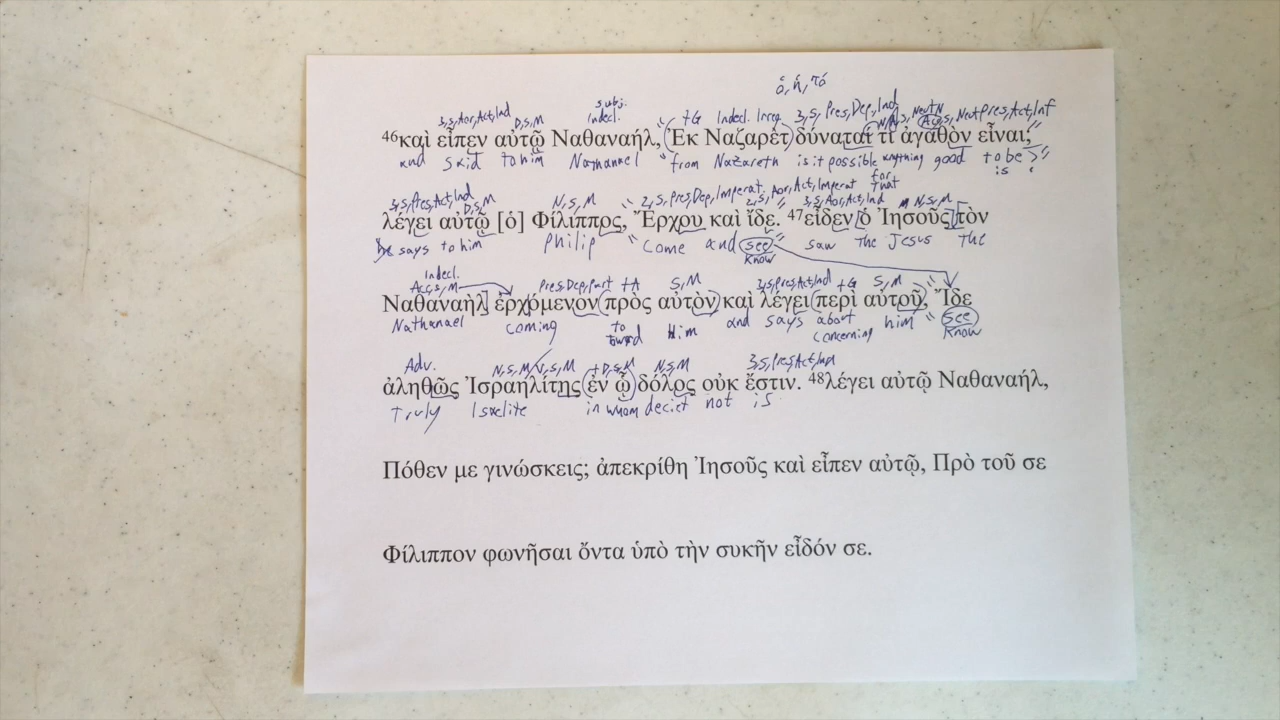 ὁ, ἡ, τό
3,S,Aor,Act,Ind D,S,M subj. Indecl. +G Indecl. Irreg. 3,S, Pres, Dep, Ind Pres, Act, Inf
⁴⁶καὶ εἶπεν αὐτῷ Ναθαναήλ, Ἐκ Ναζαρὲτ δύναταί τι ἀγαθὸν εἶναι;
and said to him Nathanael "from Nazareth is it possible anything good to be ?"
is
3,S,Pres,Act,Ind D,S,M N,S,M 2,S,Pres,Dep,Imperat. 2,S, Aor,Act,Imperat 3,S,Aor,Act,Ind N,S,M for that
λέγει αὐτῷ [ὁ] Φίλιππος, Ἔρχου καὶ ἴδε. ⁴⁷εἶδεν ὁ Ἰησοῦς τὸν
he says to him Philip "come and see" saw The Jesus The
know
Indecl.
Acc,S,M Pres,Dep,Part +A S,M 3,S,Pres,Act,Ind +G S,M
Ναθαναὴλ ἐρχόμενον πρὸς αὐτὸν καὶ λέγει περὶ αὐτοῦ, Ἴδε
Nathanael coming to Him and says about him "see
toward concerning know
Adv. N,S,M/V,S,M +D,S,M N,S,M 3,S,Pres,Act,Ind
ἀληθῶς Ἰσραηλίτης ἐν ᾧ δόλος οὐκ ἔστιν. ⁴⁸λέγει αὐτῷ Ναθαναήλ,
Truly in whom not is
Πόθεν με γινώσκεις; ἀπεκρίθη Ἰησοῦς καὶ εἶπεν αὐτῷ, Πρὸ τοῦ σε
Φίλιππον φωνῆσαι ὄντα ὑπὸ τὴν συκῆν εἶδόν σε.